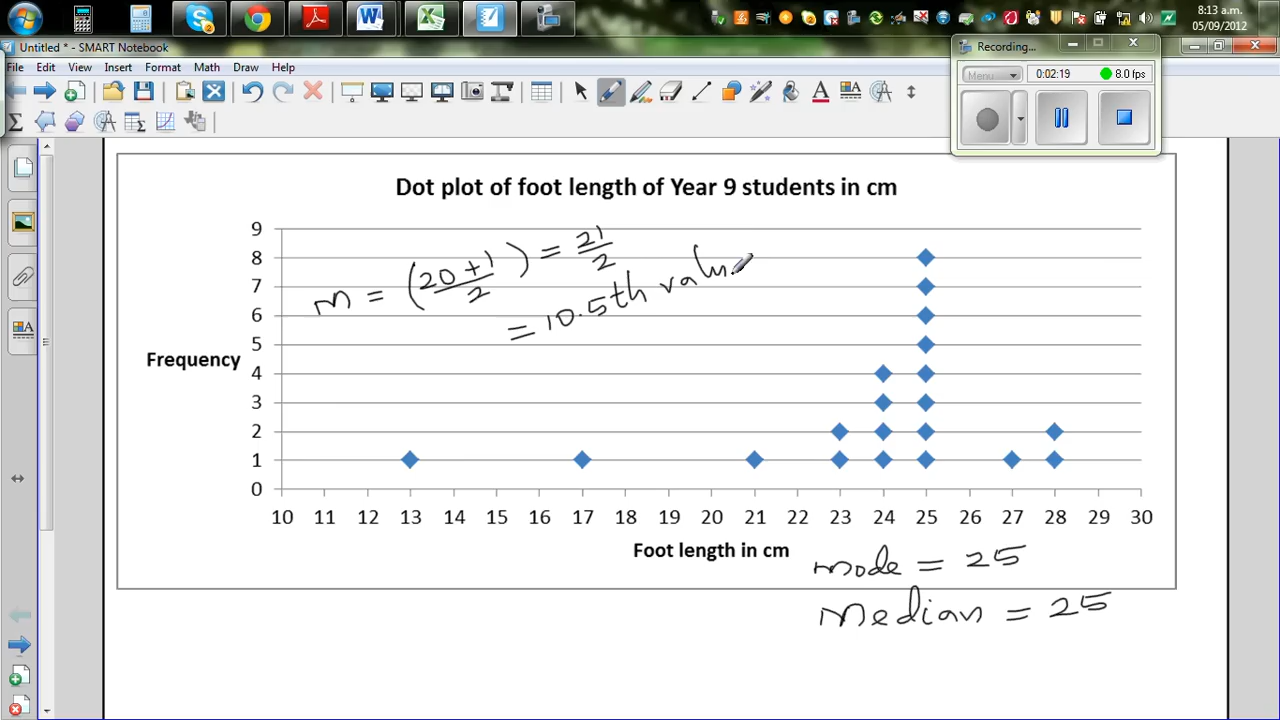 8:13 a.m.
05/09/2012
Untitled * - SMART Notebook
Recording...
File Edit View Insert Format Math Draw Help
Menu 0:02:19 8.0 fps
Dot plot of foot length of Year 9 students in cm
m = (20+1/2) = 21/2
= 10.5th valu
Frequency
9
8
7
6
5
4
3
2
1
0
10 11 12 13 14 15 16 17 18 19 20 21 22 23 24 25 26 27 28 29 30
Foot length in cm
mode = 25
Median = 25